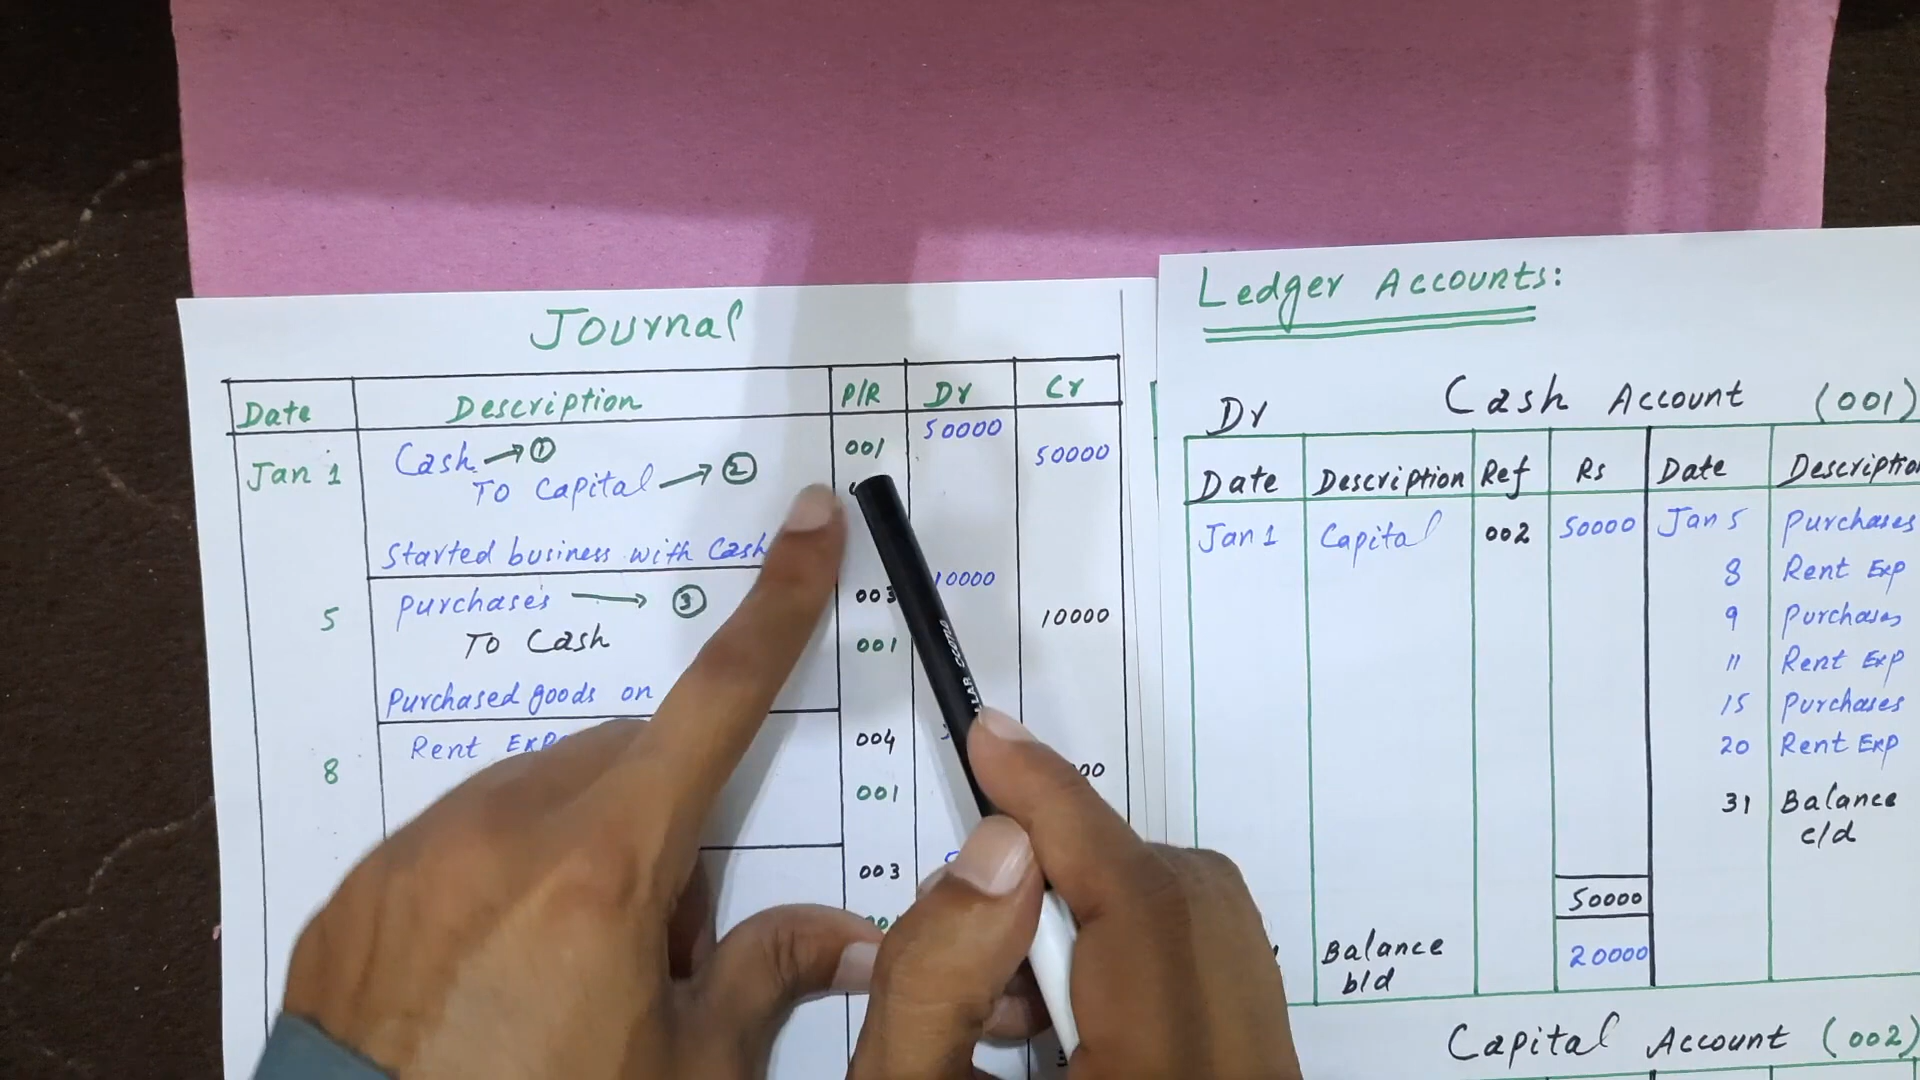 Journal
Date Description P/R Dr Cr
Jan 1 Cash → ① 001 50000
To Capital → ② 50000
Started business with Cash
5 Purchases → ③ 003 10000
To Cash 001 10000
Purchased goods on
8 Rent 004
001
003
Ledger Accounts:
Dr Cash Account (001)
Date Description Ref Rs Date Description
Jan 1 Capital 002 50000 Jan 5 Purchases
8 Rent Exp
9 Purchases
11 Rent Exp
15 Purchases
20 Rent Exp
31 Balance
c/d
50000
Balance 20000
b/d
Capital Account (002)